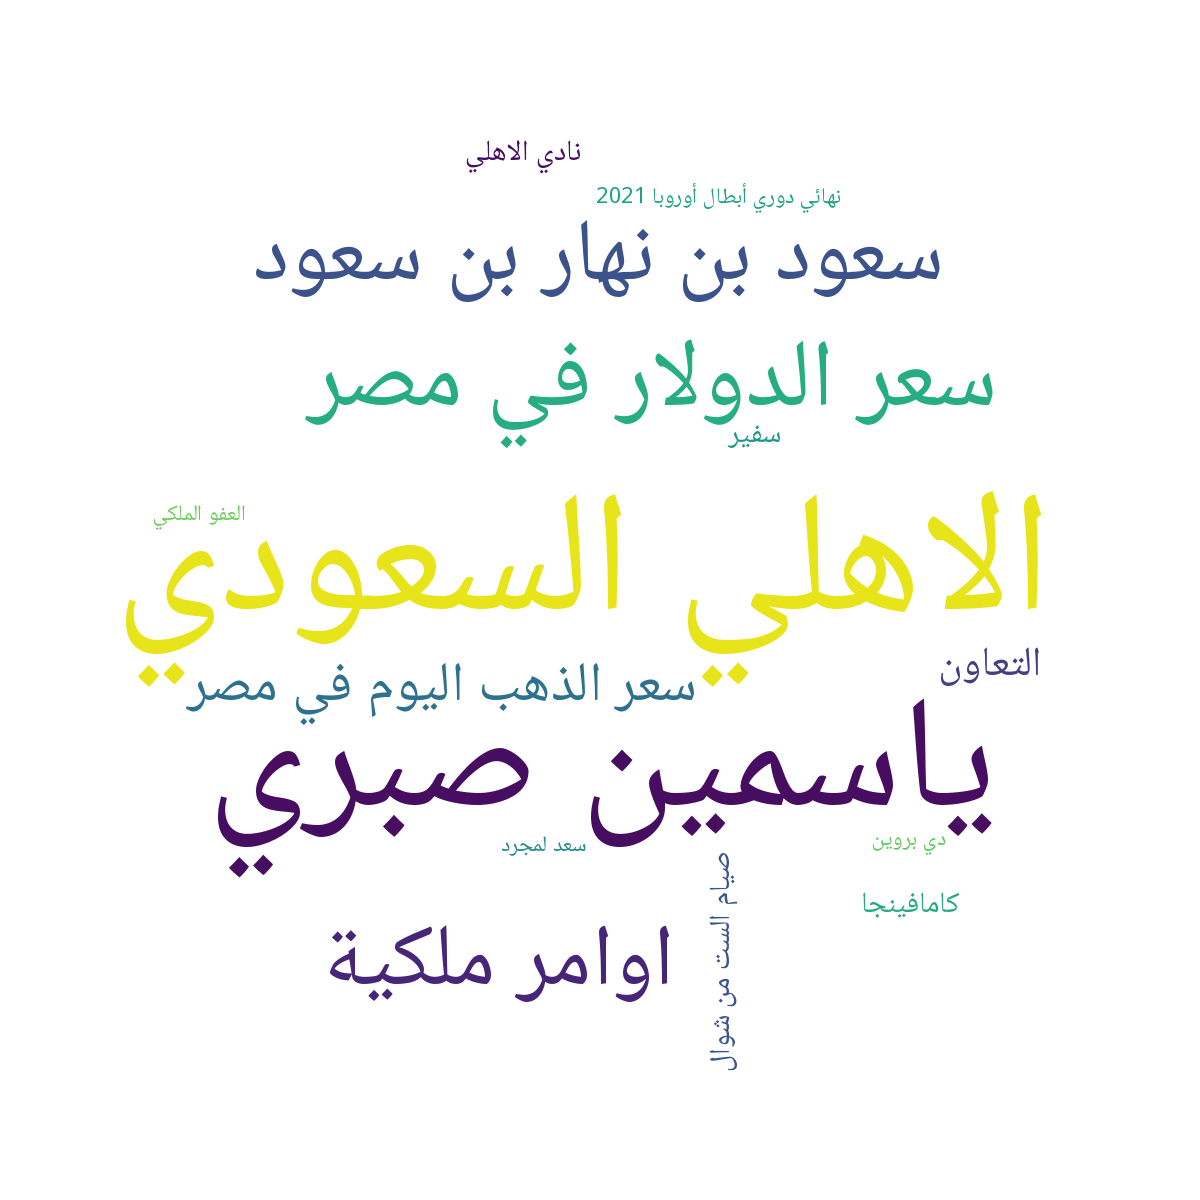 نادي الاهلي
نهائي دوري أبطال أوروبا 2021
سعود بن نهار بن سعود
سعر الدولار في مصر
سفير
العفو الملكي
الاهلي السعودي
التعاون
سعر الذهب اليوم في مصر
ياسمين صبري
دي بروين
سعد لمجرد
صيام الست من شوال
كامافينجا
اوامر ملكية